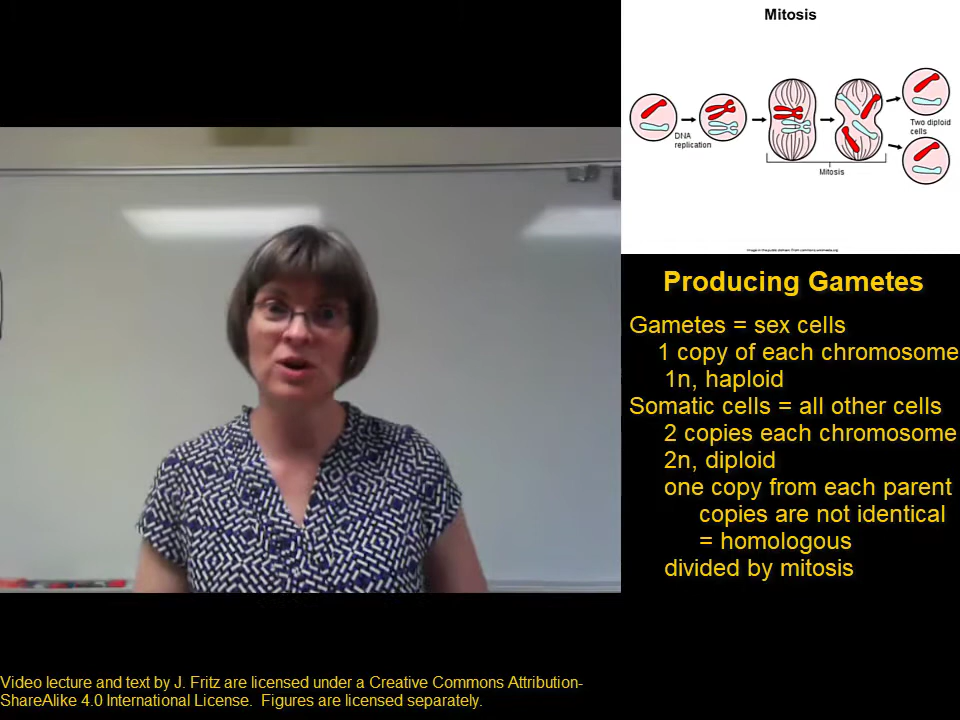 Mitosis
DNA
replication
Mitosis
Two diploid
cells
Producing Gametes
Gametes = sex cells
1 copy of each chromosome
1n, haploid
Somatic cells = all other cells
2 copies each chromosome
2n, diploid
one copy from each parent
copies are not identical
= homologous
divided by mitosis
Video lecture and text by J. Fritz are licensed under a Creative Commons Attribution-
ShareAlike 4.0 International License.  Figures are licensed separately.